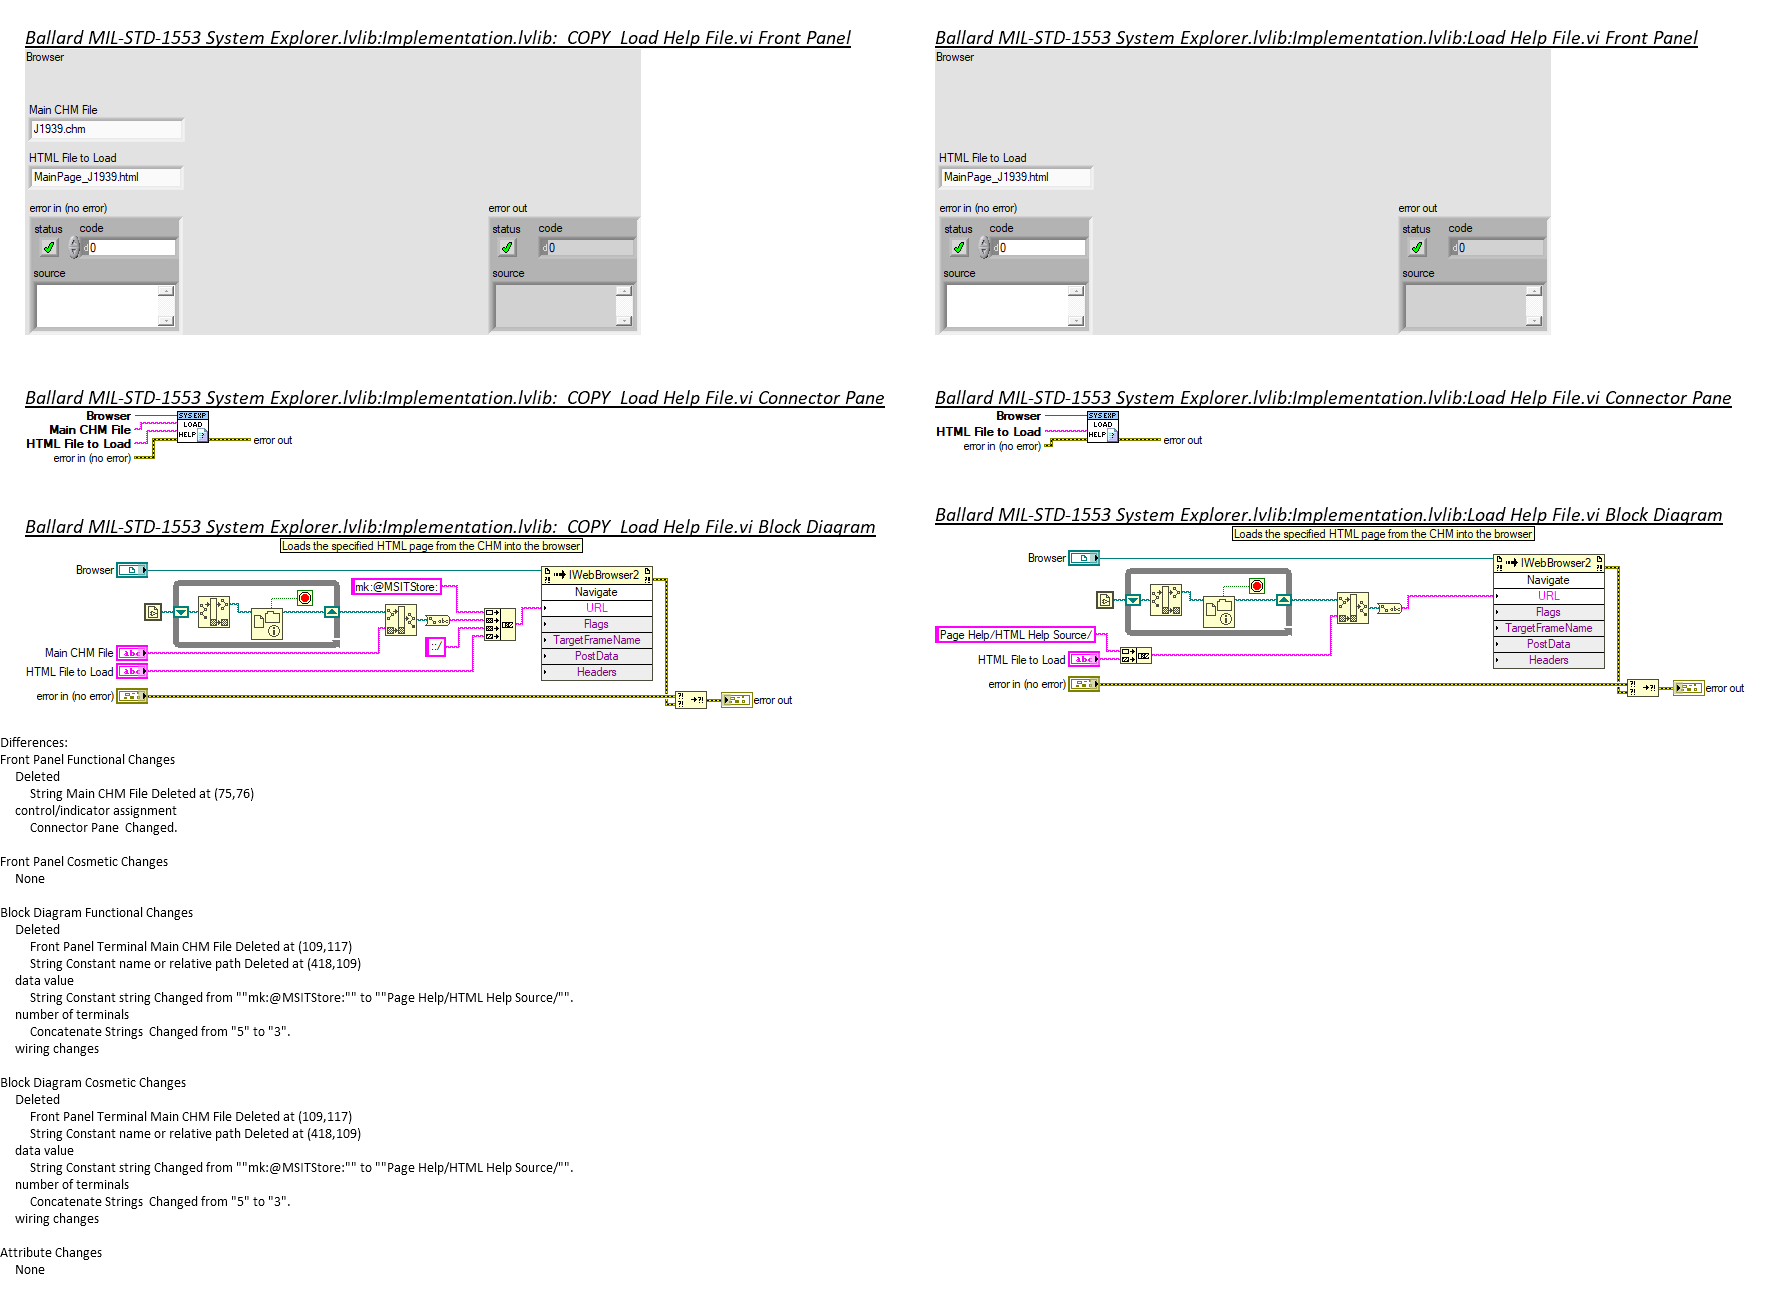 Ballard MIL-STD-1553 System Explorer.lvlib:Implementation.lvlib:  COPY  Load Help File.vi Front Panel
Browser
Main CHM File
J1939.chm
HTML File to Load
MainPage_J1939.html
error in (no error)
status
code
d
0
source
error out
status
code
d
0
source
Ballard MIL-STD-1553 System Explorer.lvlib:Implementation.lvlib:Load Help File.vi Front Panel
Browser
HTML File to Load
MainPage_J1939.html
error in (no error)
status
code
d
0
source
error out
status
code
d
0
source
Ballard MIL-STD-1553 System Explorer.lvlib:Implementation.lvlib:  COPY  Load Help File.vi Connector Pane
Browser
Main CHM File
HTML File to Load
error in (no error)
SYS EXP
LOAD
HELP ?
error out
Ballard MIL-STD-1553 System Explorer.lvlib:Implementation.lvlib:Load Help File.vi Connector Pane
Browser
HTML File to Load
error in (no error)
SYS EXP
LOAD
HELP ?
error out
Ballard MIL-STD-1553 System Explorer.lvlib:Implementation.lvlib:  COPY  Load Help File.vi Block Diagram
Loads the specified HTML page from the CHM into the browser
Browser
mk:@MSITStore:
::/
Main CHM File
abc
HTML File to Load
abc
error in (no error)
IWebBrowser2
Navigate
URL
Flags
TargetFrameName
PostData
Headers
error out
Ballard MIL-STD-1553 System Explorer.lvlib:Implementation.lvlib:Load Help File.vi Block Diagram
Loads the specified HTML page from the CHM into the browser
Browser
Page Help/HTML Help Source/
HTML File to Load
abc
error in (no error)
IWebBrowser2
Navigate
URL
Flags
TargetFrameName
PostData
Headers
error out
Differences:
Front Panel Functional Changes
Deleted
String Main CHM File Deleted at (75,76)
control/indicator assignment
Connector Pane  Changed.
Front Panel Cosmetic Changes
None
Block Diagram Functional Changes
Deleted
Front Panel Terminal Main CHM File Deleted at (109,117)
String Constant name or relative path Deleted at (418,109)
data value
String Constant string Changed from ""mk:@MSITStore:"" to ""Page Help/HTML Help Source/"".
number of terminals
Concatenate Strings  Changed from "5" to "3".
wiring changes
Block Diagram Cosmetic Changes
Deleted
Front Panel Terminal Main CHM File Deleted at (109,117)
String Constant name or relative path Deleted at (418,109)
data value
String Constant string Changed from ""mk:@MSITStore:"" to ""Page Help/HTML Help Source/"".
number of terminals
Concatenate Strings  Changed from "5" to "3".
wiring changes
Attribute Changes
None